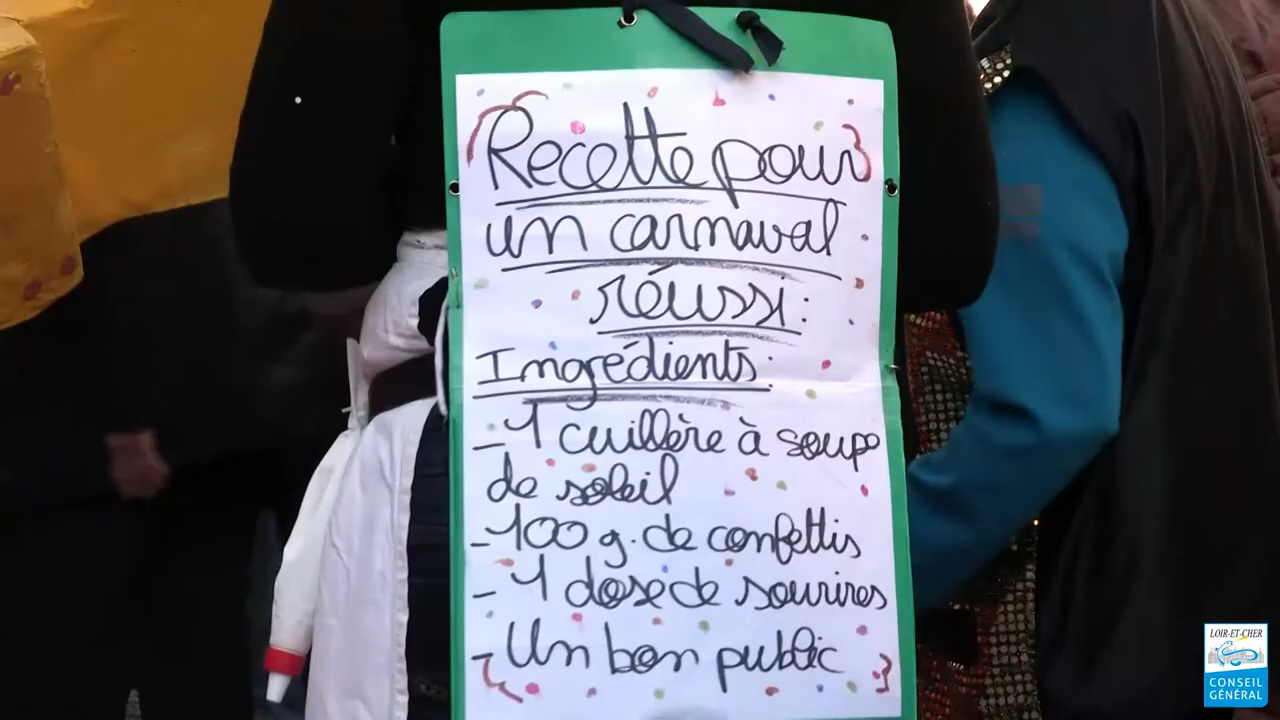 Recette pour
un carnaval
réussi:
Ingrédients:
- 1 cuillère à soupe
de soleil
- 100 g. de confettis
- 1 dose de sourires
- Un bon public
LOIR-ET-CHER
CONSEIL
GÉNÉRAL